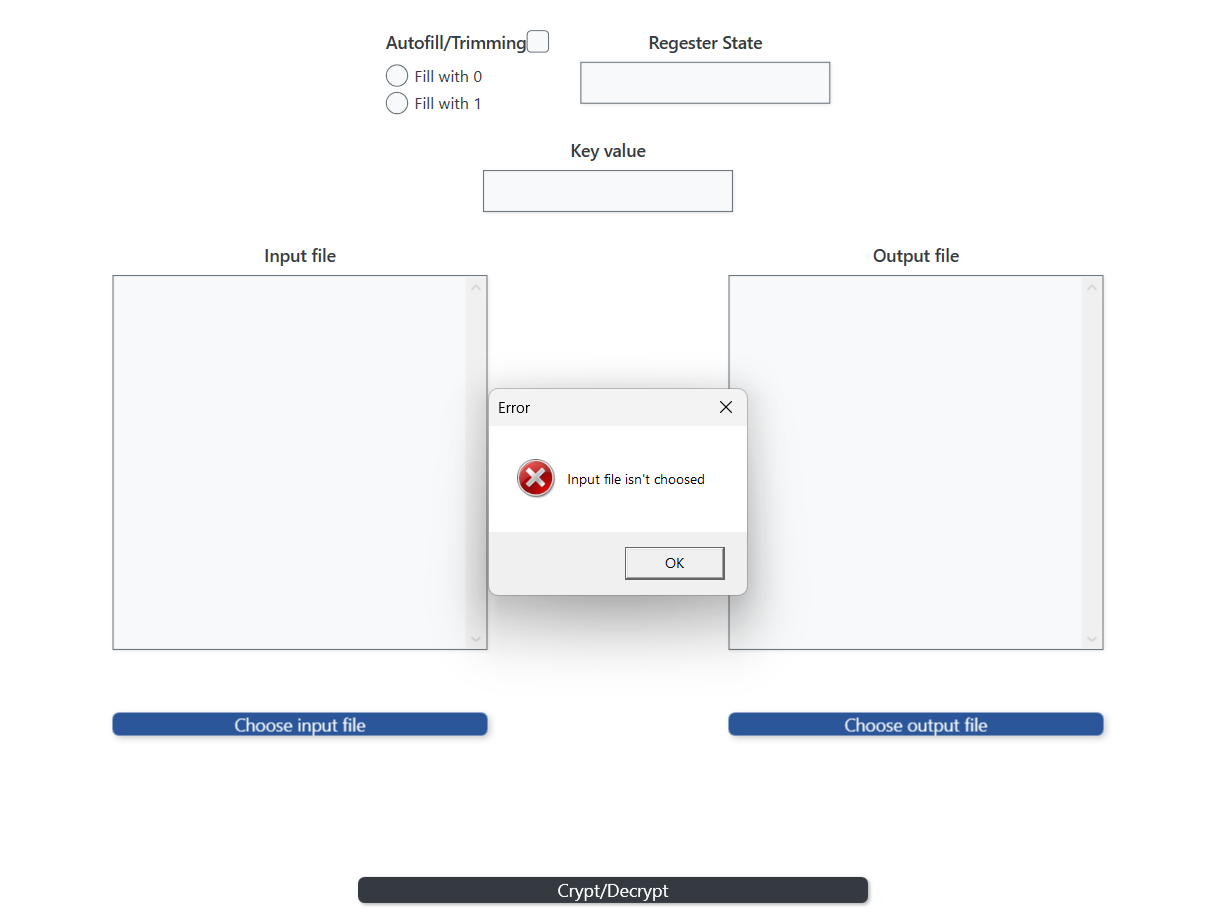 Autofill/Trimming
Regester State
Fill with 0
Fill with 1
Key value
Input file
Output file
Error
Input file isn't choosed
OK
Choose input file
Choose output file
Crypt/Decrypt